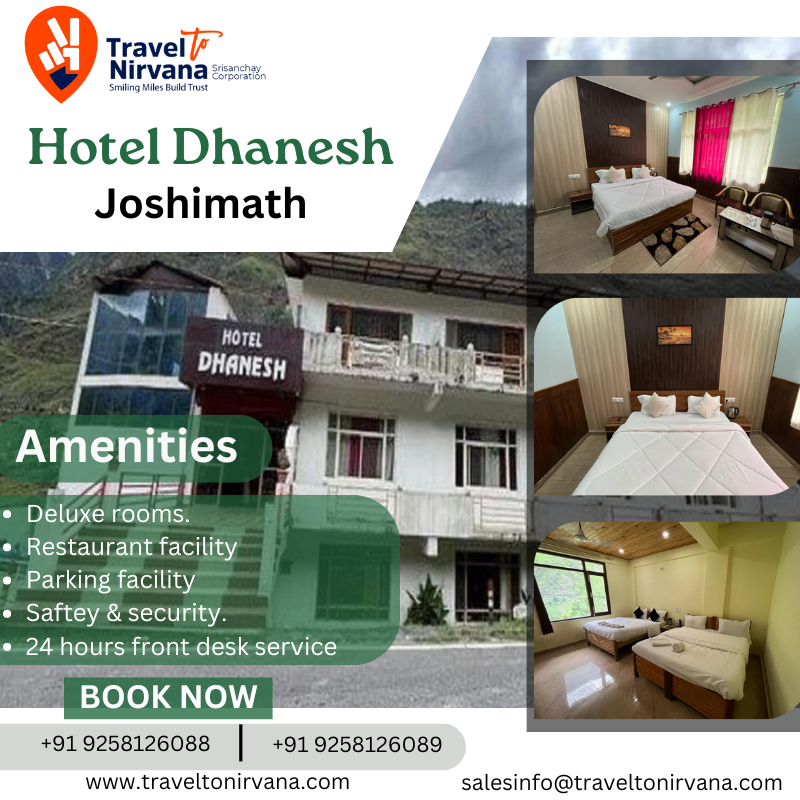 Travel to
Nirvana Srisanchay
Corporation
Smiling Miles Build Trust
Hotel Dhanesh
Joshimath
HOTEL
DHANESH
Amenities
• Deluxe rooms.
• Restaurant facility
• Parking facility
• Saftey & security.
• 24 hours front desk service
BOOK NOW
+91 9258126088 | +91 9258126089
www.traveltonirvana.com
salesinfo@traveltonirvana.com